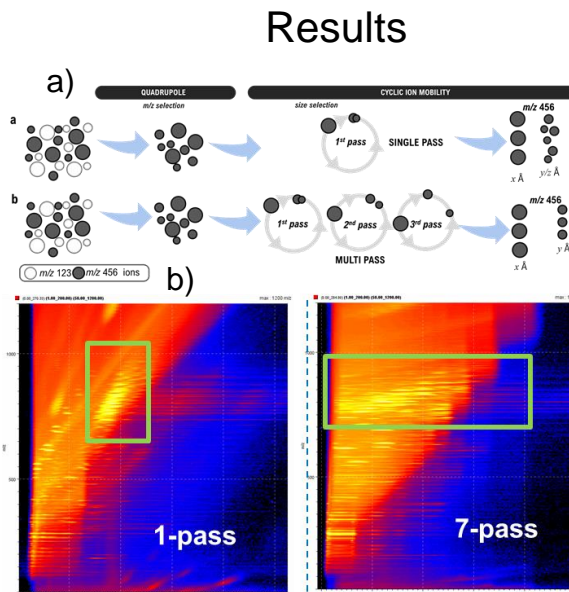 Results
a)
QUADRUPOLE
CYCLIC ION MOBILITY
m/z selection
size selection
m/z 456
a
1st pass
SINGLE PASS
x Å
y/z Å
b
m/z 456
1st pass
2nd pass
3rd pass
MULTI PASS
x Å
y Å
m/z 123
m/z 456 ions
b)
1000
500
1-pass
7-pass